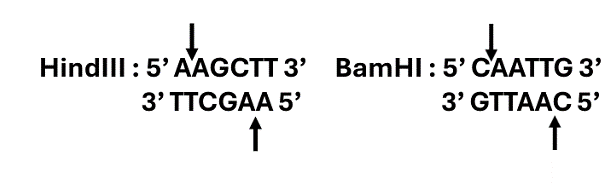 HindIII : 5’ AAGCTT 3’ BamHI : 5’ CAATTG 3’
3’ TTCGAA 5’ 3’ GTTAAC 5’